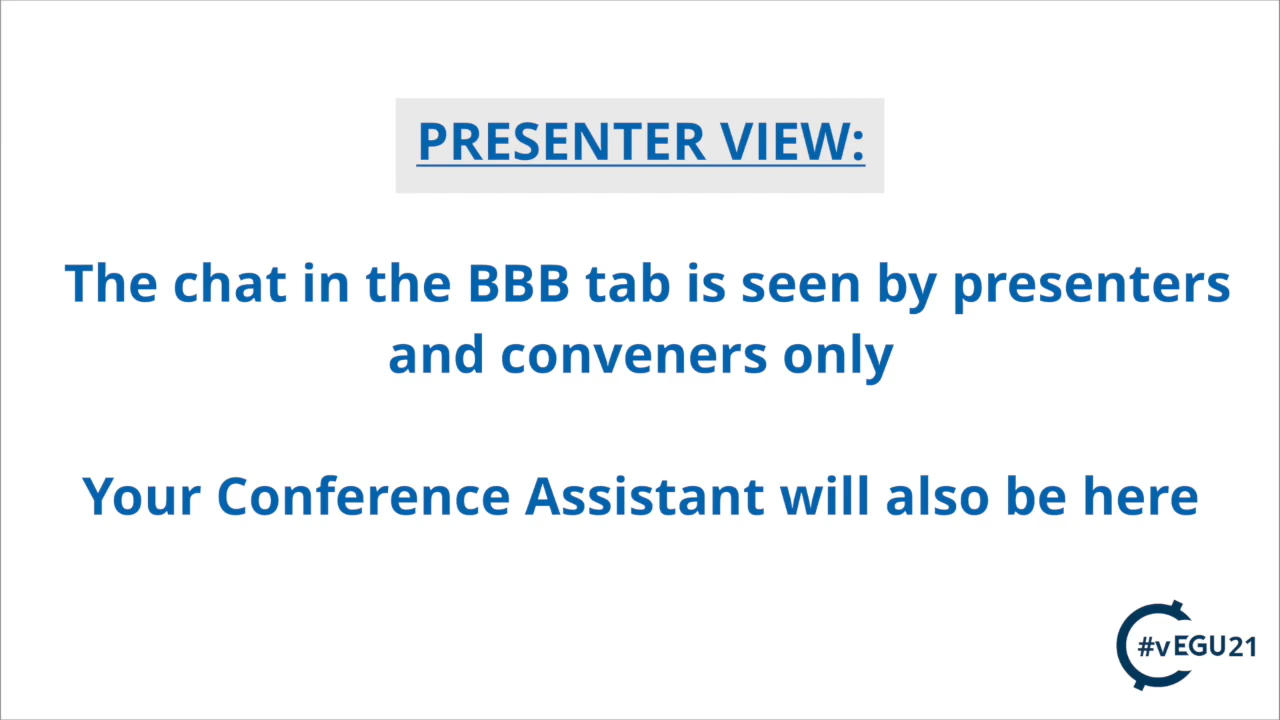 PRESENTER VIEW:
The chat in the BBB tab is seen by presenters
and conveners only
Your Conference Assistant will also be here
#vEGU21